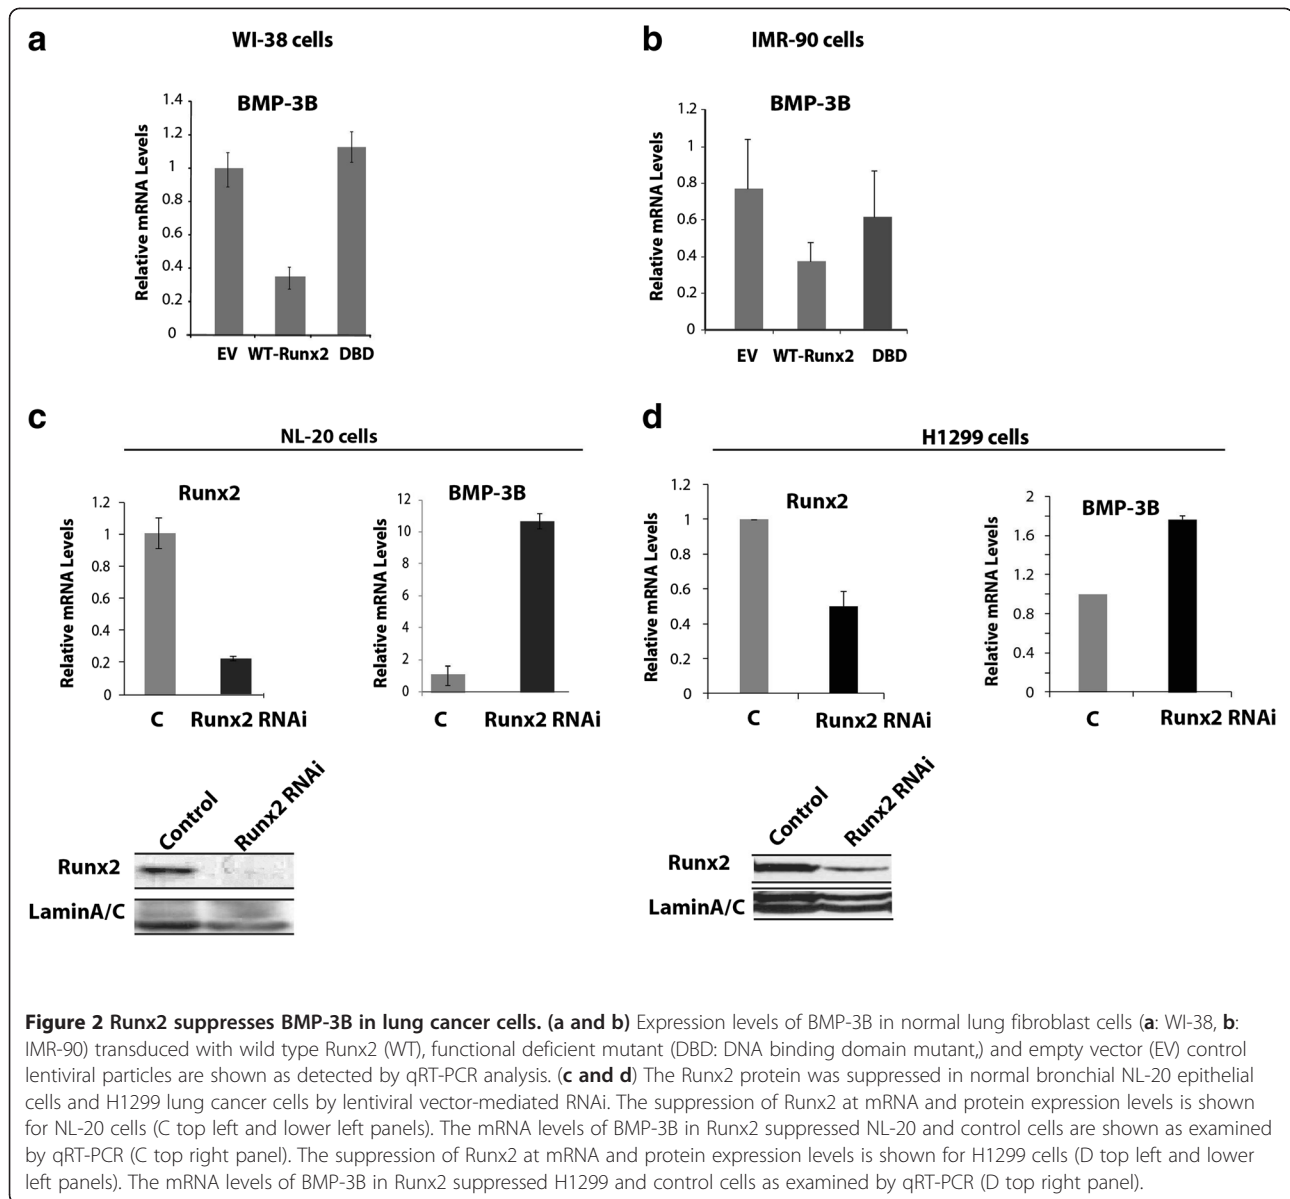 a
WI-38 cells
BMP-3B
Relative mRNA Levels
1.4
1.2
1
0.8
0.6
0.4
0.2
0
EV WT-Runx2 DBD
b
IMR-90 cells
BMP-3B
Relative mRNA Levels
1.2
1
0.8
0.6
0.4
0.2
0
EV WT-Runx2 DBD
c
NL-20 cells
Runx2
Relative mRNA Levels
1.2
1
0.8
0.6
0.4
0.2
0
C Runx2 RNAi
BMP-3B
Relative mRNA Levels
12
10
8
6
4
2
0
C Runx2 RNAi
Control
Runx2 RNAi
Runx2
LaminA/C
d
H1299 cells
Runx2
Relative mRNA Levels
1.2
1
0.8
0.6
0.4
0.2
0
C Runx2 RNAi
BMP-3B
Relative mRNA Levels
2
1.6
1.2
0.8
0.4
0
C Runx2 RNAi
Control
Runx2 RNAi
Runx2
LaminA/C
Figure 2 Runx2 suppresses BMP-3B in lung cancer cells. (a and b) Expression levels of BMP-3B in normal lung fibroblast cells (a: WI-38, b:
IMR-90) transduced with wild type Runx2 (WT), functional deficient mutant (DBD: DNA binding domain mutant,) and empty vector (EV) control
lentiviral particles are shown as detected by qRT-PCR analysis. (c and d) The Runx2 protein was suppressed in normal bronchial NL-20 epithelial
cells and H1299 lung cancer cells by lentiviral vector-mediated RNAi. The suppression of Runx2 at mRNA and protein expression levels is shown
for NL-20 cells (C top left and lower left panels). The mRNA levels of BMP-3B in Runx2 suppressed NL-20 and control cells are shown as examined
by qRT-PCR (C top right panel). The suppression of Runx2 at mRNA and protein expression levels is shown for H1299 cells (D top left and lower
left panels). The mRNA levels of BMP-3B in Runx2 suppressed H1299 and control cells as examined by qRT-PCR (D top right panel).